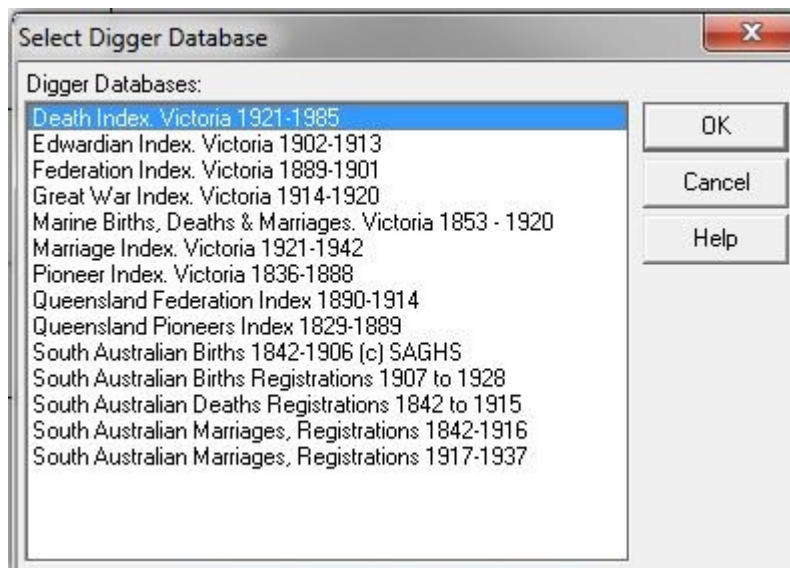 Select Digger Database
Digger Databases:
Death Index. Victoria 1921-1985
Edwardian Index. Victoria 1902-1913
Federation Index. Victoria 1889-1901
Great War Index. Victoria 1914-1920
Marine Births, Deaths & Marriages. Victoria 1853 - 1920
Marriage Index. Victoria 1921-1942
Pioneer Index. Victoria 1836-1888
Queensland Federation Index 1890-1914
Queensland Pioneers Index 1829-1889
South Australian Births 1842-1906 (c) SAGHS
South Australian Births Registrations 1907 to 1928
South Australian Deaths Registrations 1842 to 1915
South Australian Marriages, Registrations 1842-1916
South Australian Marriages, Registrations 1917-1937
OK
Cancel
Help